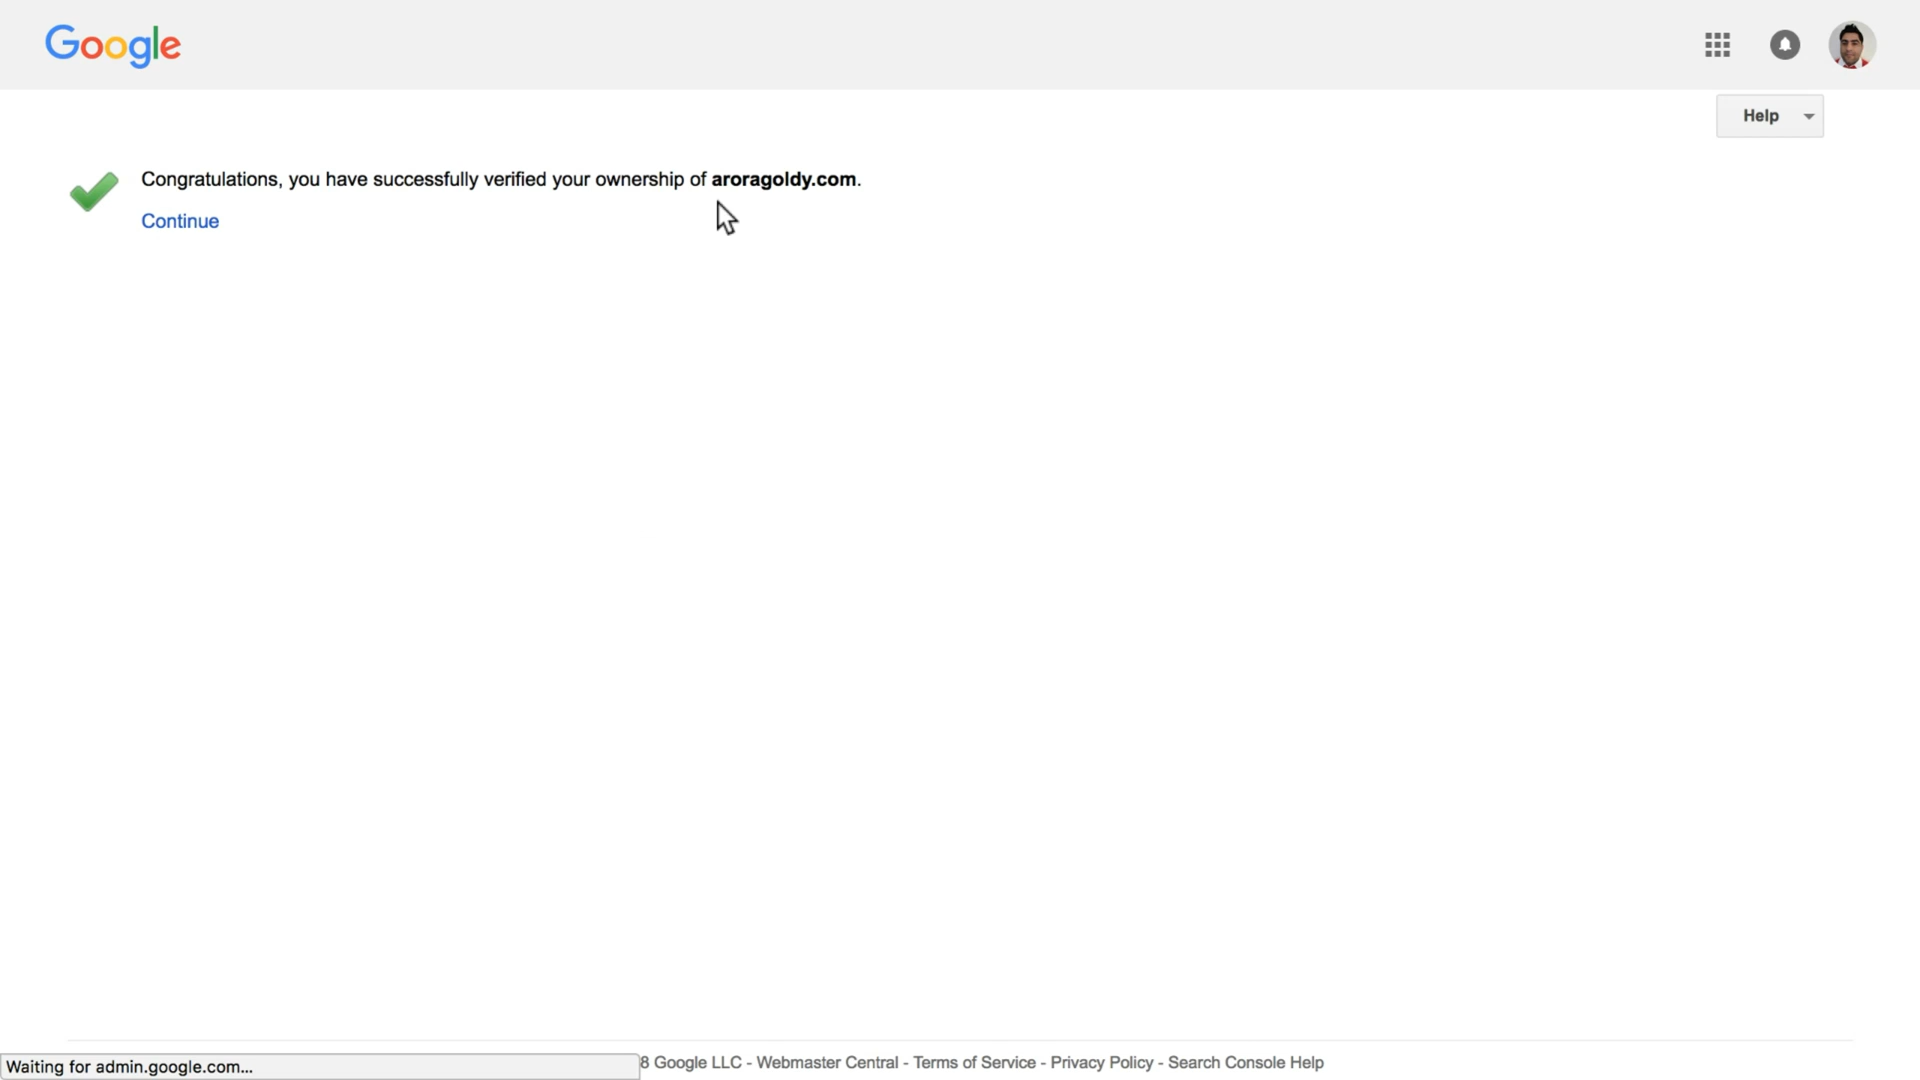 Google
Help
Congratulations, you have successfully verified your ownership of aroragoldy.com.
Continue
Waiting for admin.google.com...
8 Google LLC - Webmaster Central - Terms of Service - Privacy Policy - Search Console Help